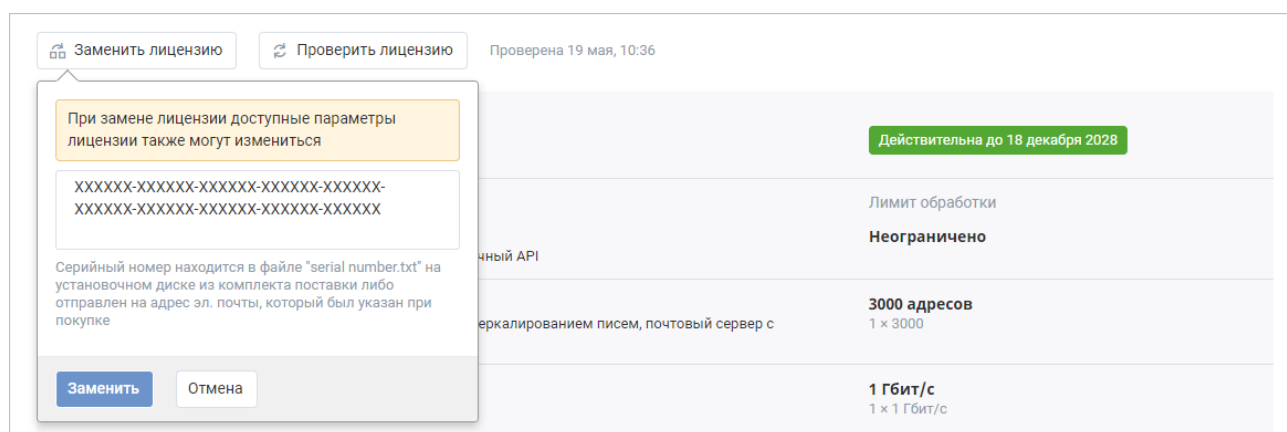 Заменить лицензию
Проверить лицензию
Проверена 19 мая, 10:36
При замене лицензии доступные параметры
лицензии также могут измениться
XXXXXX-XXXXXX-XXXXXX-XXXXXX-XXXXXX-
XXXXXX-XXXXXX-XXXXXX-XXXXXX-XXXXXX
Серийный номер находится в файле "serial number.txt" на
установочном диске из комплекта поставки либо
отправлен на адрес эл. почты, который был указан при
покупке
Заменить
Отмена
Действительна до 18 декабря 2028
Лимит обработки
Неограничено
чный API
3000 адресов
еркалированием писем, почтовый сервер с
1 × 3000
1 Гбит/с
1 × 1 Гбит/с